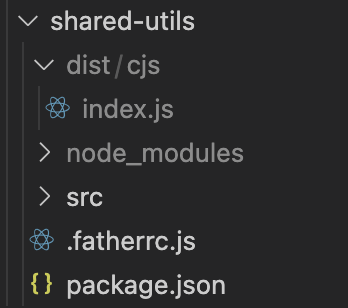 shared-utils
dist/cjs
index.js
node_modules
src
.fatherrc.js
{} package.json